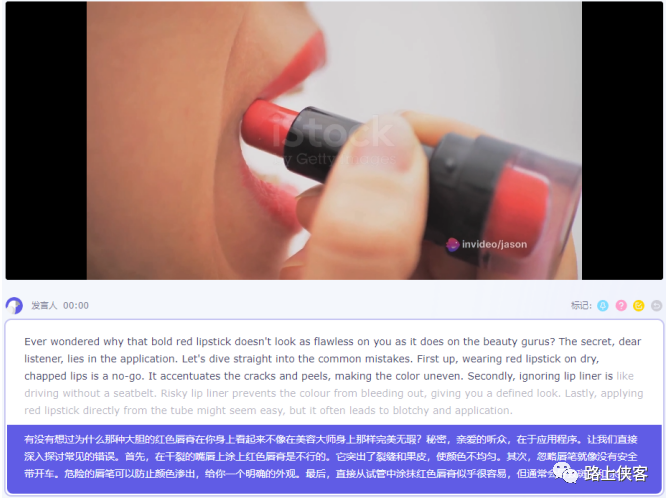 iStock
by Getty Images
invideo/jason
发言人 00:00
标记:
Ever wondered why that bold red lipstick doesn't look as flawless on you as it does on the beauty gurus? The secret, dear
listener, lies in the application. Let's dive straight into the common mistakes. First up, wearing red lipstick on dry,
chapped lips is a no-go. It accentuates the cracks and peels, making the color uneven. Secondly, ignoring lip liner is like
driving without a seatbelt. Risky lip liner prevents the colour from bleeding out, giving you a defined look. Lastly, applying
red lipstick directly from the tube might seem easy, but it often leads to blotchy and application.
有没有想过为什么那种大胆的红色唇膏在你身上看起来不像在美容大师身上那样完美无瑕？秘密，亲爱的听众，在于应用程序。让我们直接
深入探讨常见的错误。首先，在干裂的嘴唇上涂上红色唇膏是不行的。它突出了裂缝和果皮，使颜色不均匀。其次，忽略唇笔就像没有安全
带开车。危险的唇笔可以防止颜色渗出，给你一个明确的外观。最后，直接从试管中涂抹红色唇膏似乎很容易，但通常会
路上侠客